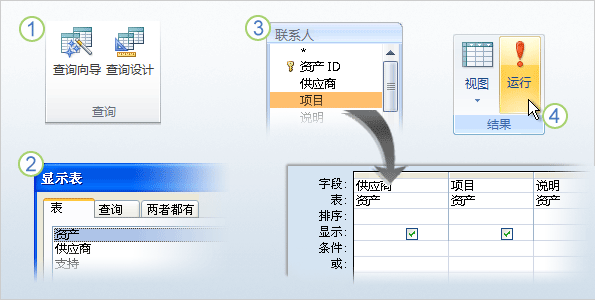 1
查询向导 查询设计
查询
2
显示表
表 查询 两者都有
资产
供应商
支持
3
联系人
*
资产 ID
供应商
项目
说明
视图 运行
结果
4
字段: 供应商 项目 说明
表: 资产 资产 资产
排序:
显示:
条件:
或: